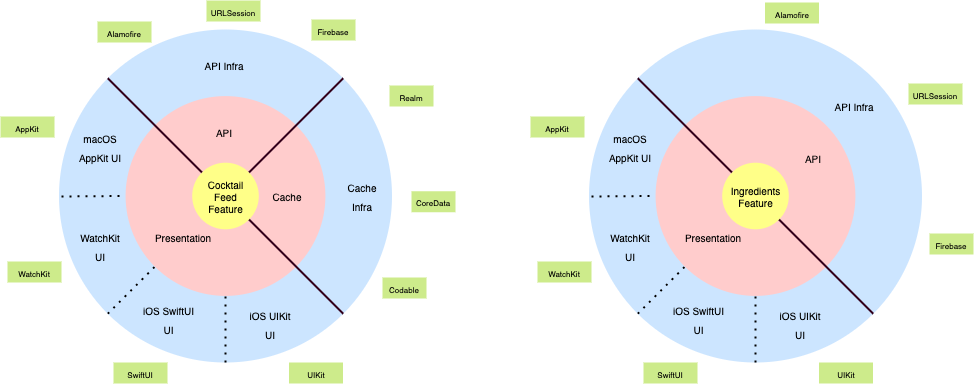 URLSession
Alamofire
Firebase
API Infra
Realm
AppKit
API
macOS
AppKit UI
Cocktail
Feed
Feature
Cache
Cache
Infra
CoreData
WatchKit
UI
Presentation
WatchKit
Codable
iOS SwiftUI
UI
iOS UIKit
UI
SwiftUI
UIKit
Alamofire
URLSession
API Infra
AppKit
macOS
AppKit UI
API
Ingredients
Feature
WatchKit
UI
Presentation
Firebase
WatchKit
iOS SwiftUI
UI
iOS UIKit
UI
SwiftUI
UIKit